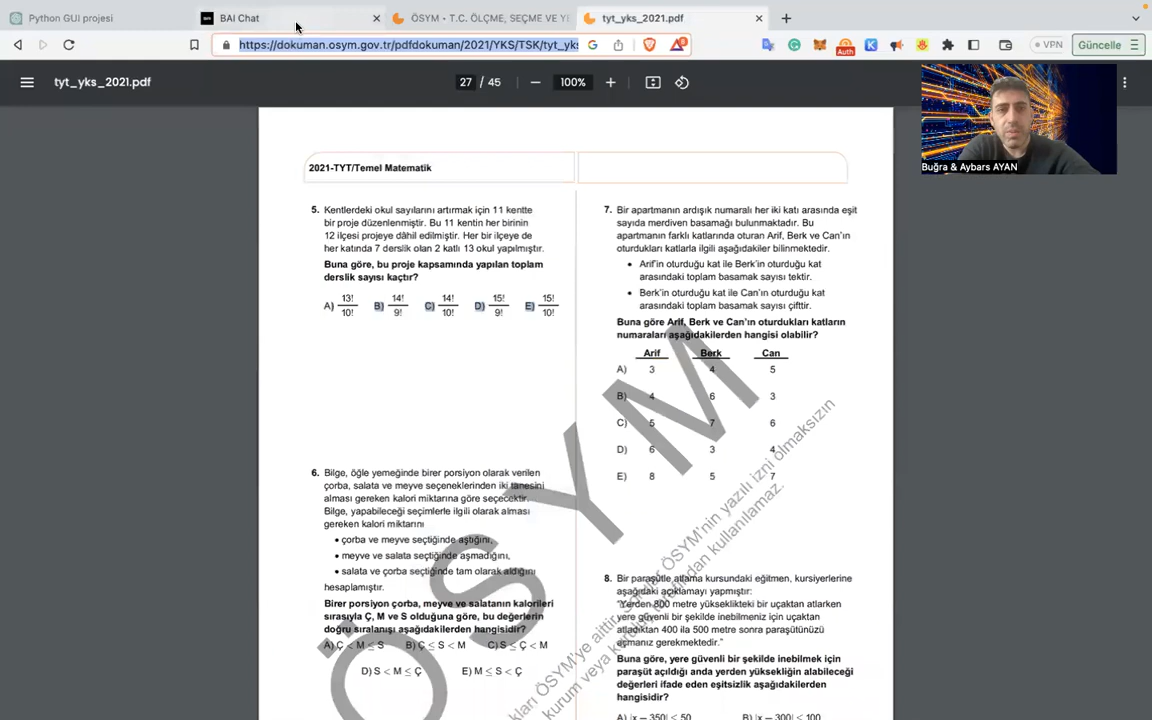 Python GUI projesi
BAI Chat
ÖSYM - T.C. ÖLÇME, SEÇME VE YE
tyt_yks_2021.pdf
https://dokuman.osym.gov.tr/pdfdokuman/2021/YKS/TSK/tyt_yks
VPN
Güncelle
Auth
tyt_yks_2021.pdf
27 / 45
100%
Buğra & Aybars AYAN
2021-TYT/Temel Matematik
5. Kentlerdeki okul sayılarını artırmak için 11 kentte
bir proje düzenlenmiştir. Bu 11 kentin her birinin
12 ilçesi projeye dâhil edilmiştir. Her bir ilçeye de
her katında 7 derslik olan 2 katlı 13 okul yapılmıştır.
Buna göre, bu proje kapsamında yapılan toplam
derslik sayısı kaçtır?
A) 13!/10! B) 14!/9! C) 14!/10! D) 15!/9! E) 15!/10!
6. Bilge, öğle yemeğinde birer porsiyon olarak verilen
çorba, salata ve meyve seçeneklerinden iki tanesini
alması gereken kalori miktarına göre seçecektir.
Bilge, yapabileceği seçimlerle ilgili olarak alması
gereken kalori miktarını
• çorba ve meyve seçtiğinde aştığını,
• meyve ve salata seçtiğinde aşmadığını,
• salata ve çorba seçtiğinde tam olarak aldığını
hesaplamıştır.
Birer porsiyon çorba, meyve ve salatanın kalorileri
sırasıyla Ç, M ve S olduğuna göre, bu değerlerin
doğru sıralanışı aşağıdakilerden hangisidir?
A) Ç < M ≤ S B) Ç ≤ S < M C) S ≤ Ç < M
D) S < M ≤ Ç E) M ≤ S < Ç
7. Bir apartmanın ardışık numaralı her iki katı arasında eşit
sayıda merdiven basamağı bulunmaktadır. Bu
apartmanın farklı katlarında oturan Arif, Berk ve Can'ın
oturdukları katlarla ilgili aşağıdakiler bilinmektedir.
• Arif'in oturduğu kat ile Berk'in oturduğu kat
arasındaki toplam basamak sayısı tektir.
• Berk'in oturduğu kat ile Can'ın oturduğu kat
arasındaki toplam basamak sayısı çifttir.
Buna göre Arif, Berk ve Can'ın oturdukları katların
numaraları aşağıdakilerden hangisi olabilir?
Arif Berk Can
A) 3 4 5
B) 4 6 3
C) 5 7 6
D) 6 3 4
E) 8 5 7
8. Bir paraşütle atlama kursundaki eğitmen, kursiyerlerine
aşağıdaki açıklamayı yapmıştır:
"Yerden 800 metre yükseklikteki bir uçaktan atlarken
yere güvenli bir şekilde inebilmeniz için uçaktan
atladıktan 400 ila 500 metre sonra paraşütünüzü
açmanız gerekmektedir."
Buna göre, yere güvenli bir şekilde inebilmek için
paraşüt açıldığı anda yerden yüksekliğin alabileceği
değerleri ifade eden eşitsizlik aşağıdakilerden
hangisidir?
A) |x − 350| ≤ 50 B) |x − 300| ≤ 100
ÖSYM
ÖSYM'ye aittir. Sorular ÖSYM'nin yazılı izni olmaksızın
kurum veya tarafından kullanılamaz.